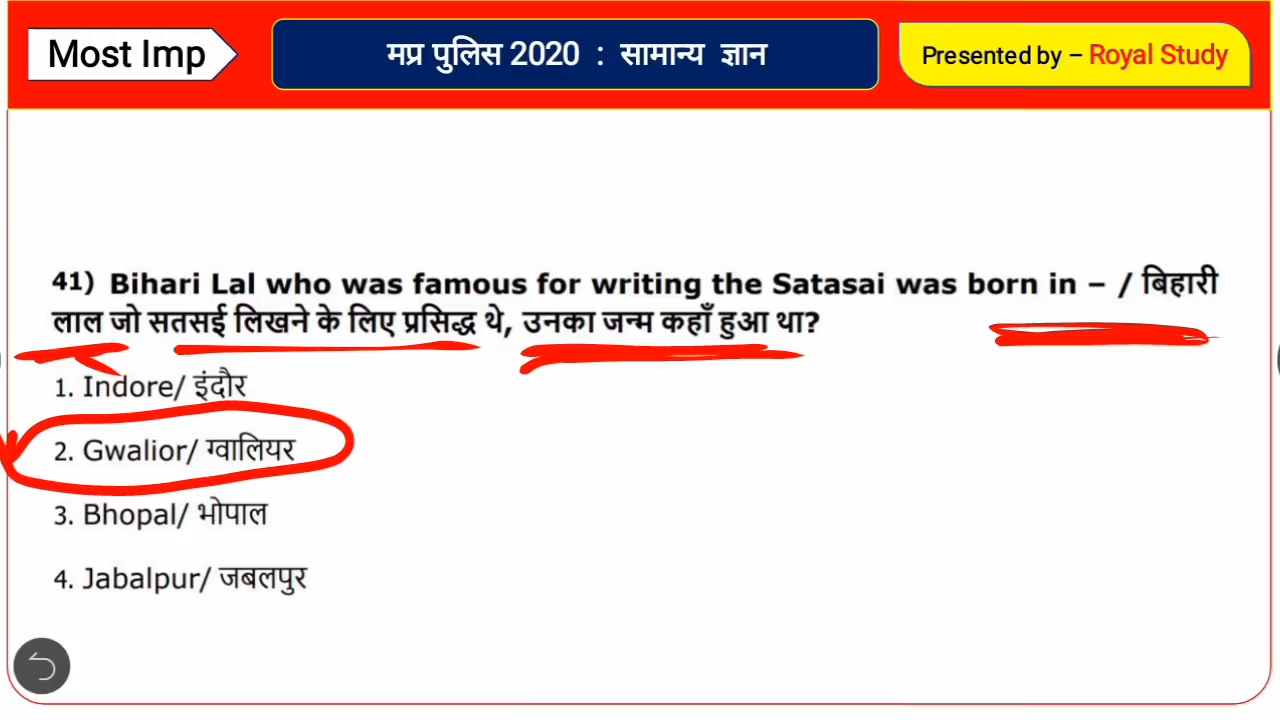 Most Imp
मप्र पुलिस 2020 : सामान्य ज्ञान
Presented by – Royal Study
41) Bihari Lal who was famous for writing the Satasai was born in – / बिहारी
लाल जो सतसई लिखने के लिए प्रसिद्ध थे, उनका जन्म कहाँ हुआ था?
1. Indore/ इंदौर
2. Gwalior/ ग्वालियर
3. Bhopal/ भोपाल
4. Jabalpur/ जबलपुर